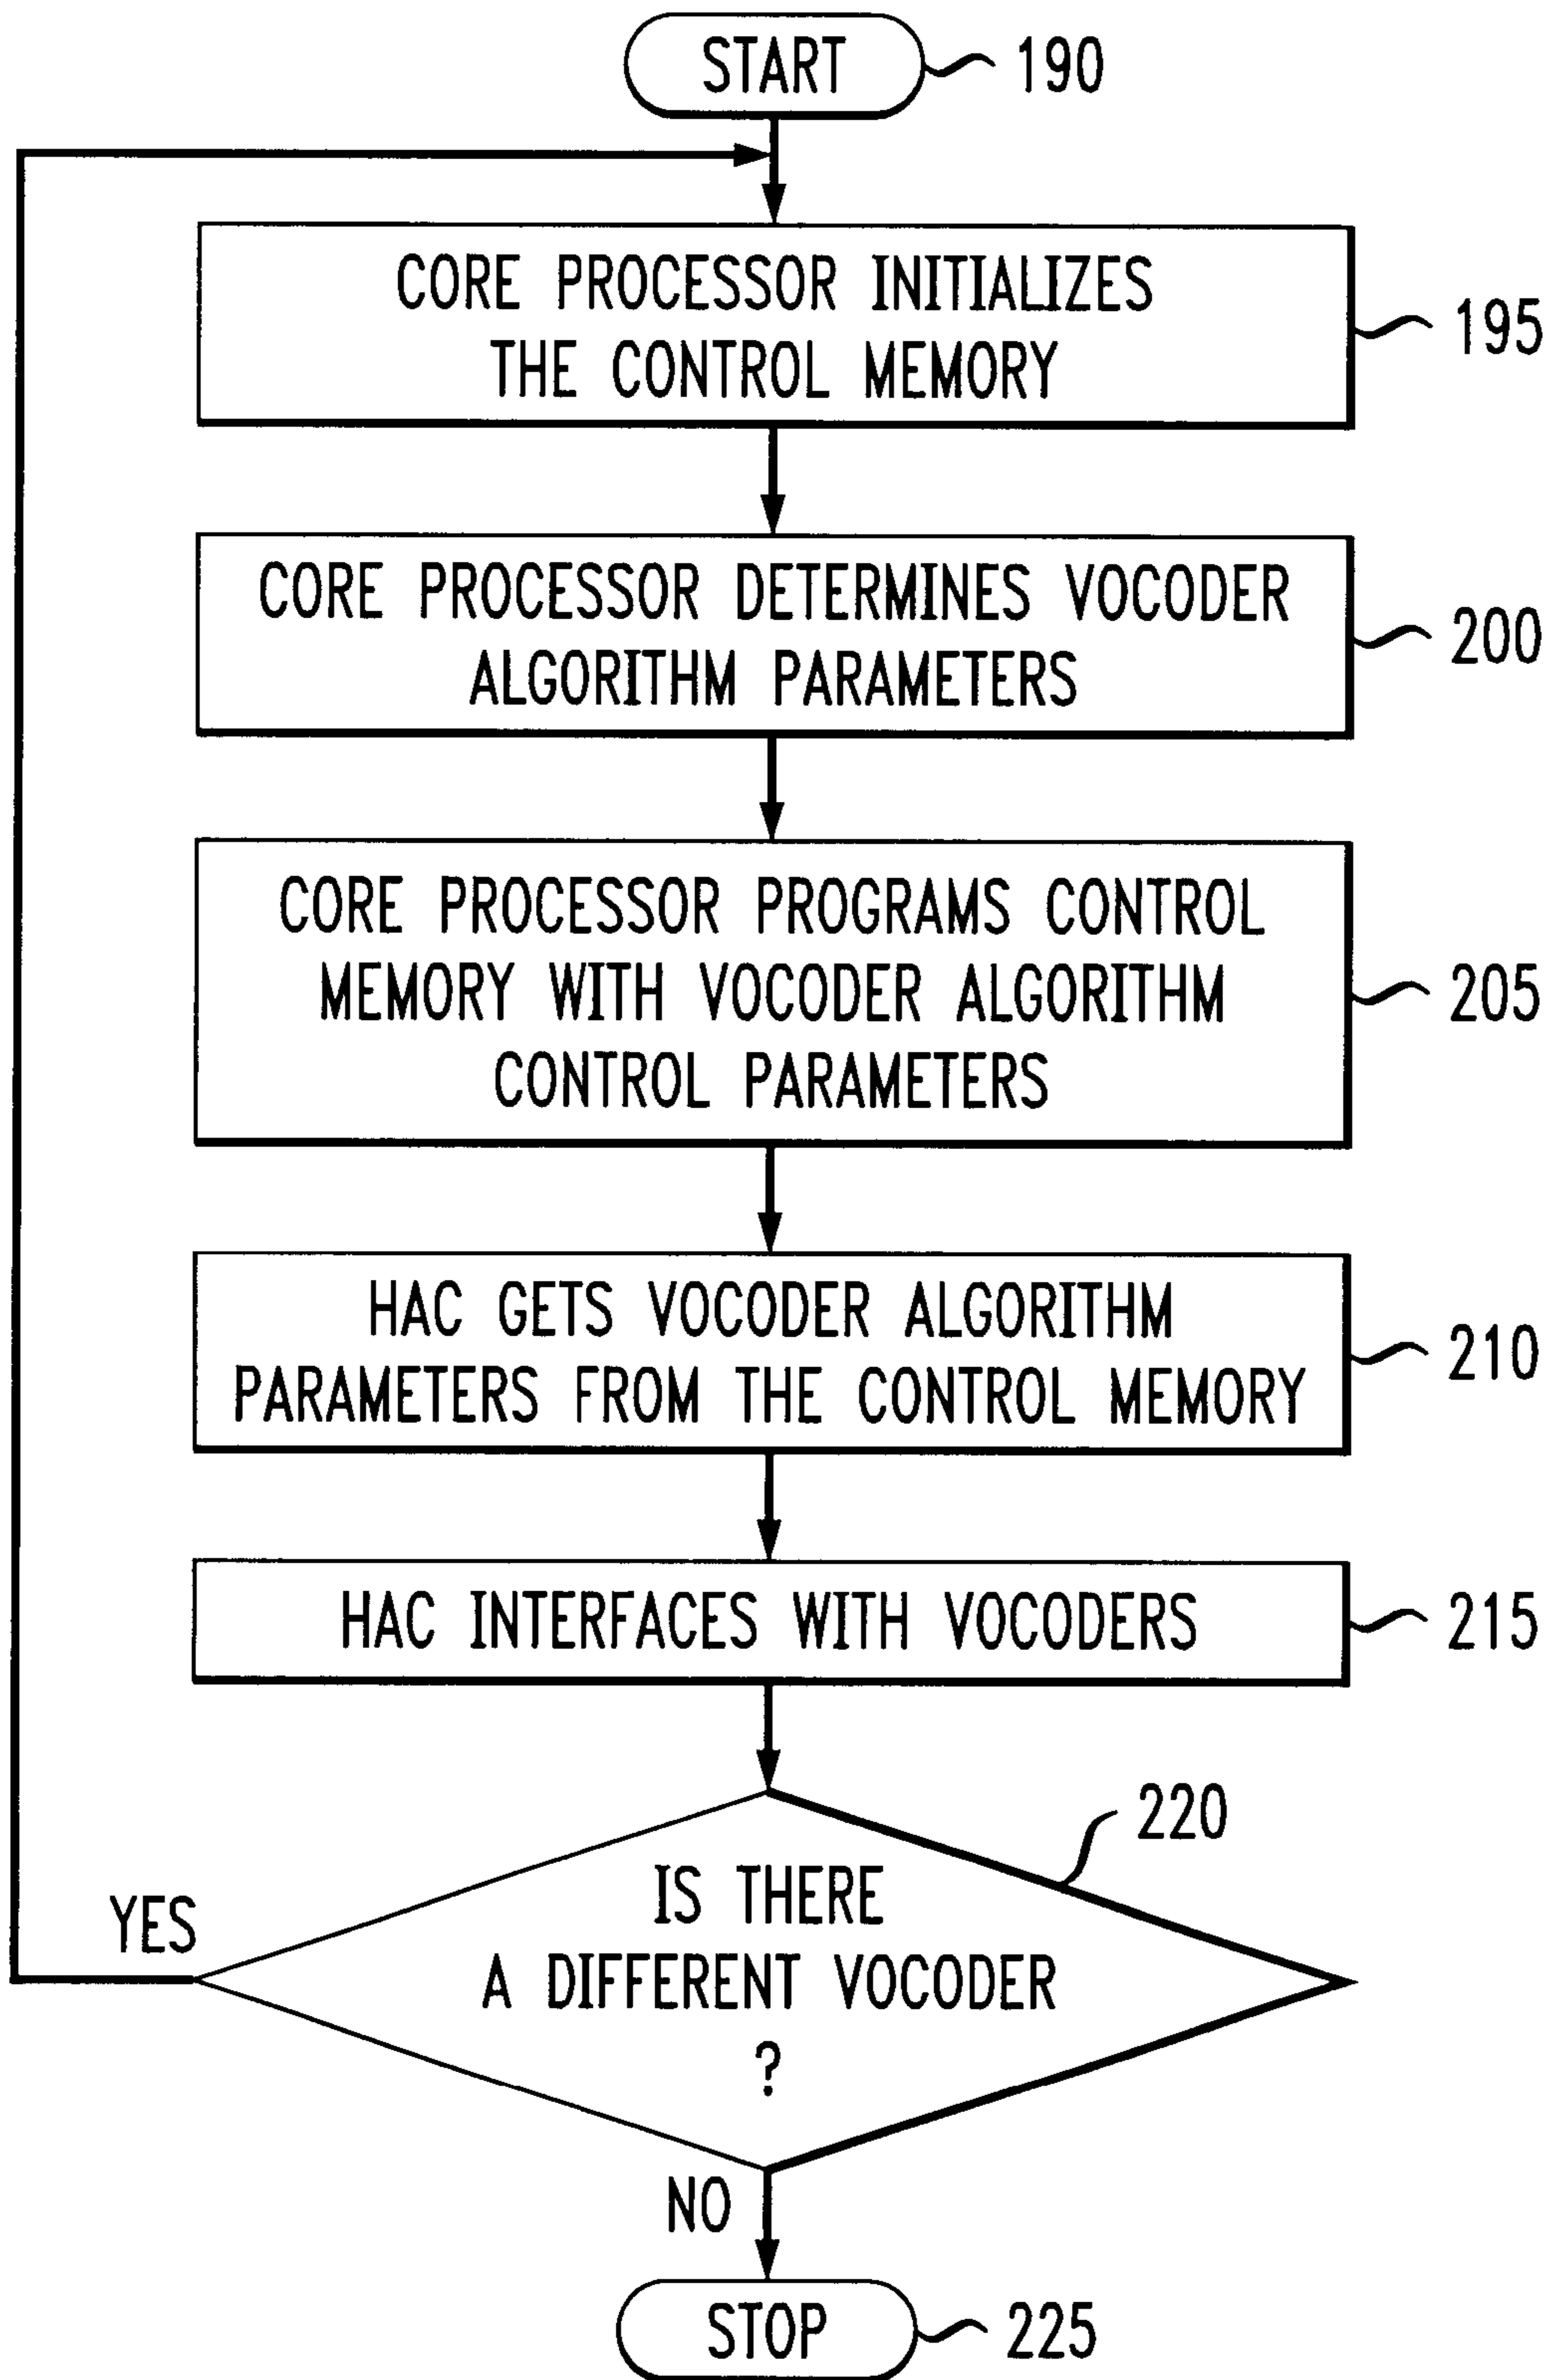 START
190
CORE PROCESSOR INITIALIZES
THE CONTROL MEMORY
195
CORE PROCESSOR DETERMINES VOCODER
ALGORITHM PARAMETERS
200
CORE PROCESSOR PROGRAMS CONTROL
MEMORY WITH VOCODER ALGORITHM
CONTROL PARAMETERS
205
HAC GETS VOCODER ALGORITHM
PARAMETERS FROM THE CONTROL MEMORY
210
HAC INTERFACES WITH VOCODERS
215
220
IS THERE
A DIFFERENT VOCODER
?
YES
NO
STOP
225